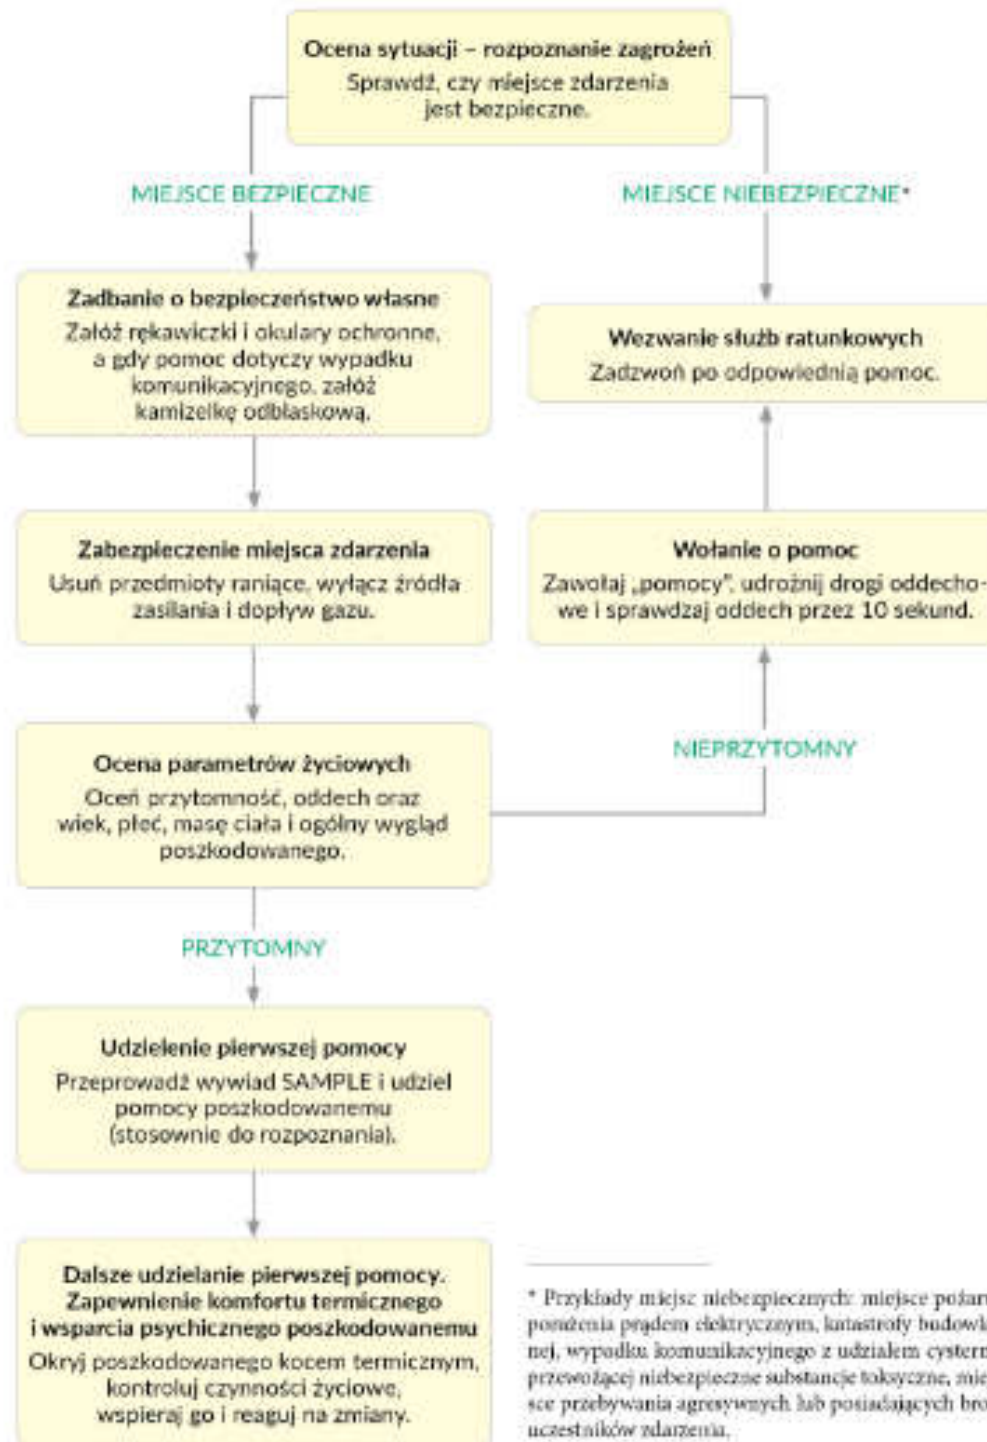 Ocena sytuacji – rozpoznanie zagrożeń
Sprawdź, czy miejsce zdarzenia
jest bezpieczne.
MIEJSCE BEZPIECZNE
MIEJSCE NIEBEZPIECZNE*
Zadbanie o bezpieczeństwo własne
Załóż rękawiczki i okulary ochronne,
a gdy pomoc dotyczy wypadku
komunikacyjnego, załóż
kamizelkę odblaskową.
Wezwanie służb ratunkowych
Zadzwoń po odpowiednią pomoc.
Zabezpieczenie miejsca zdarzenia
Usuń przedmioty raniące, wyłącz źródła
zasilania i dopływ gazu.
Wołanie o pomoc
Zawołaj „pomocy”, udrożnij drogi oddecho-
we i sprawdzaj oddech przez 10 sekund.
Ocena parametrów życiowych
Oceń przytomność, oddech oraz
wiek, płeć, masę ciała i ogólny wygląd
poszkodowanego.
NIEPRZYTOMNY
PRZYTOMNY
Udzielenie pierwszej pomocy
Przeprowadź wywiad SAMPLE i udziel
pomocy poszkodowanemu
(stosownie do rozpoznania).
Dalsze udzielanie pierwszej pomocy.
Zapewnienie komfortu termicznego
i wsparcia psychicznego poszkodowanemu
Okryj poszkodowanego kocem termicznym,
kontroluj czynności życiowe,
wspieraj go i reaguj na zmiany.
* Przykłady miejsc niebezpiecznych: miejsce pożaru
porażenia prądem elektrycznym, katastrofy budowla
nej, wypadku komunikacyjnego z udziałem cystern
przewożącej niebezpieczne substancje toksyczne, miej
sce przebywania agresywnych lub posiadających bro
uczestników zdarzenia.